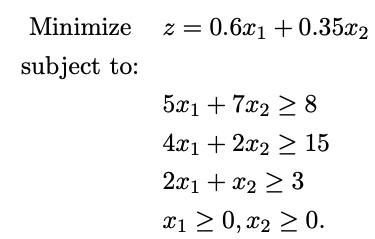 Minimize z = 0.6x₁ + 0.35x₂
subject to:
5x₁ + 7x₂ ≥ 8
4x₁ + 2x₂ ≥ 15
2x₁ + x₂ ≥ 3
x₁ ≥ 0, x₂ ≥ 0.